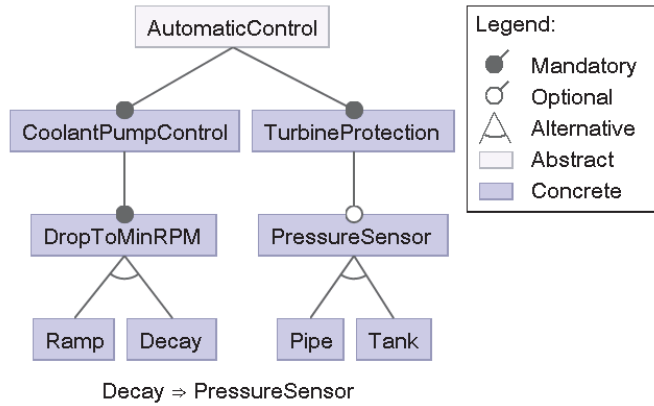 AutomaticControl
CoolantPumpControl
TurbineProtection
DropToMinRPM
PressureSensor
Ramp
Decay
Pipe
Tank
Decay ⇒ PressureSensor
Legend:
Mandatory
Optional
Alternative
Abstract
Concrete